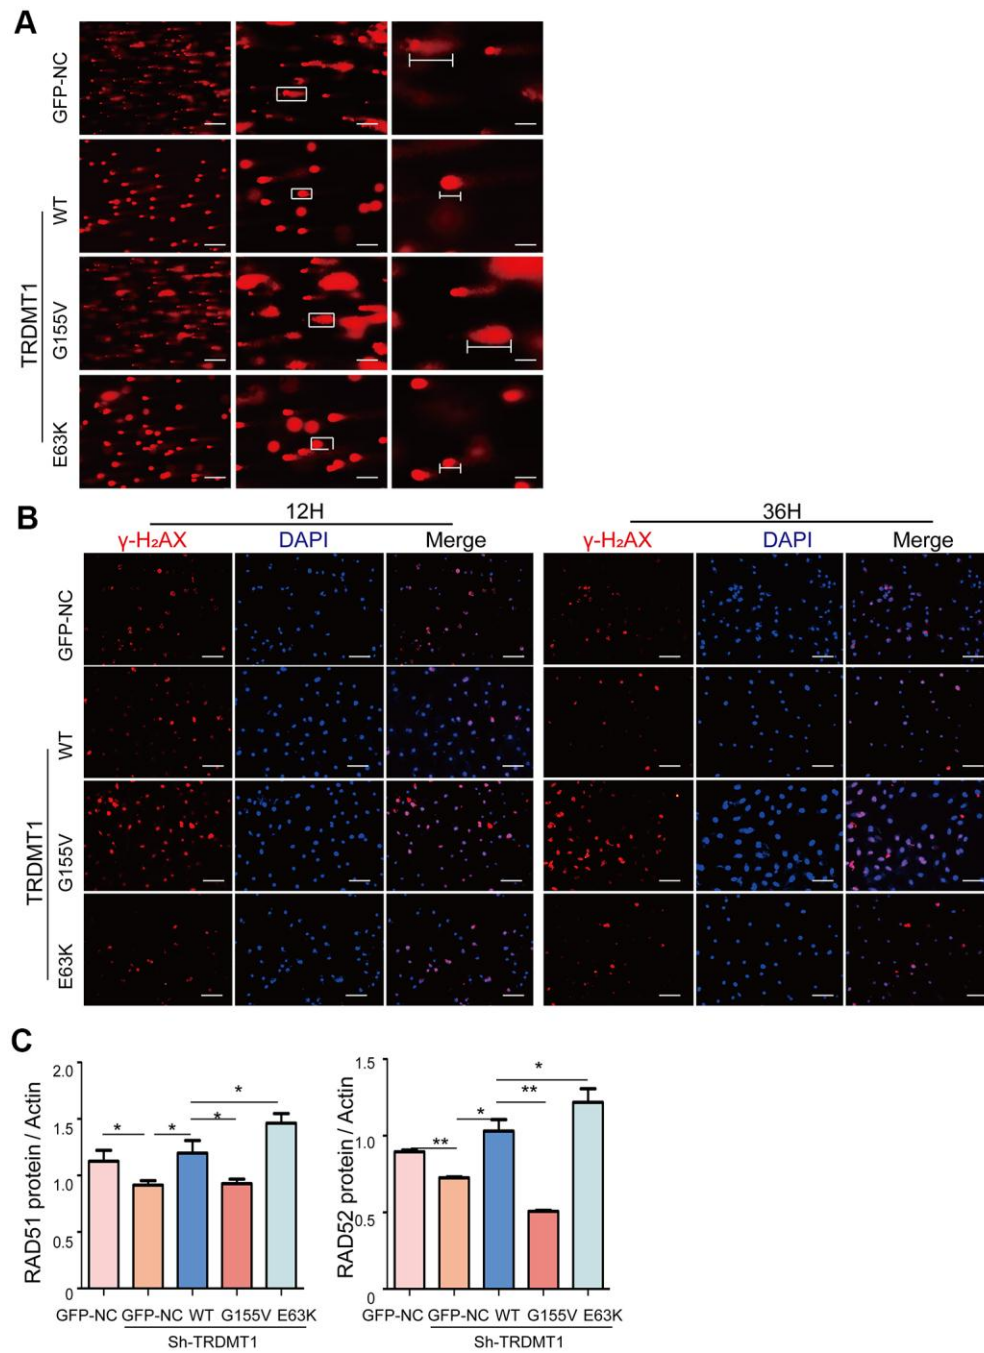 A
GFP-NC
WT
G155V
E63K
TRDMT1
B
12H
36H
γ-H₂AX DAPI Merge γ-H₂AX DAPI Merge
GFP-NC
WT
G155V
E63K
TRDMT1
C
RAD51 protein / Actin
2.0
1.5
1.0
0.5
0
* * * *
GFP-NC GFP-NC WT G155V E63K
Sh-TRDMT1
RAD52 protein / Actin
1.5
1.0
0.5
0
** * ** *
GFP-NC GFP-NC WT G155V E63K
Sh-TRDMT1